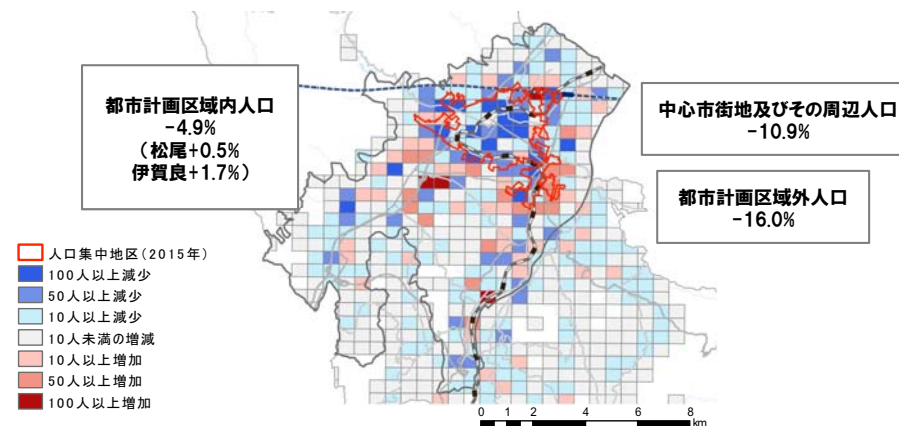 都市計画区域内人口
-4.9%
（松尾+0.5%
伊賀良+1.7%）
中心市街地及びその周辺人口
-10.9%
都市計画区域外人口
-16.0%
人口集中地区(2015年)
100人以上減少
50人以上減少
10人以上減少
10人未満の増減
10人以上増加
50人以上増加
100人以上増加
0 1 2 4 6 8
km